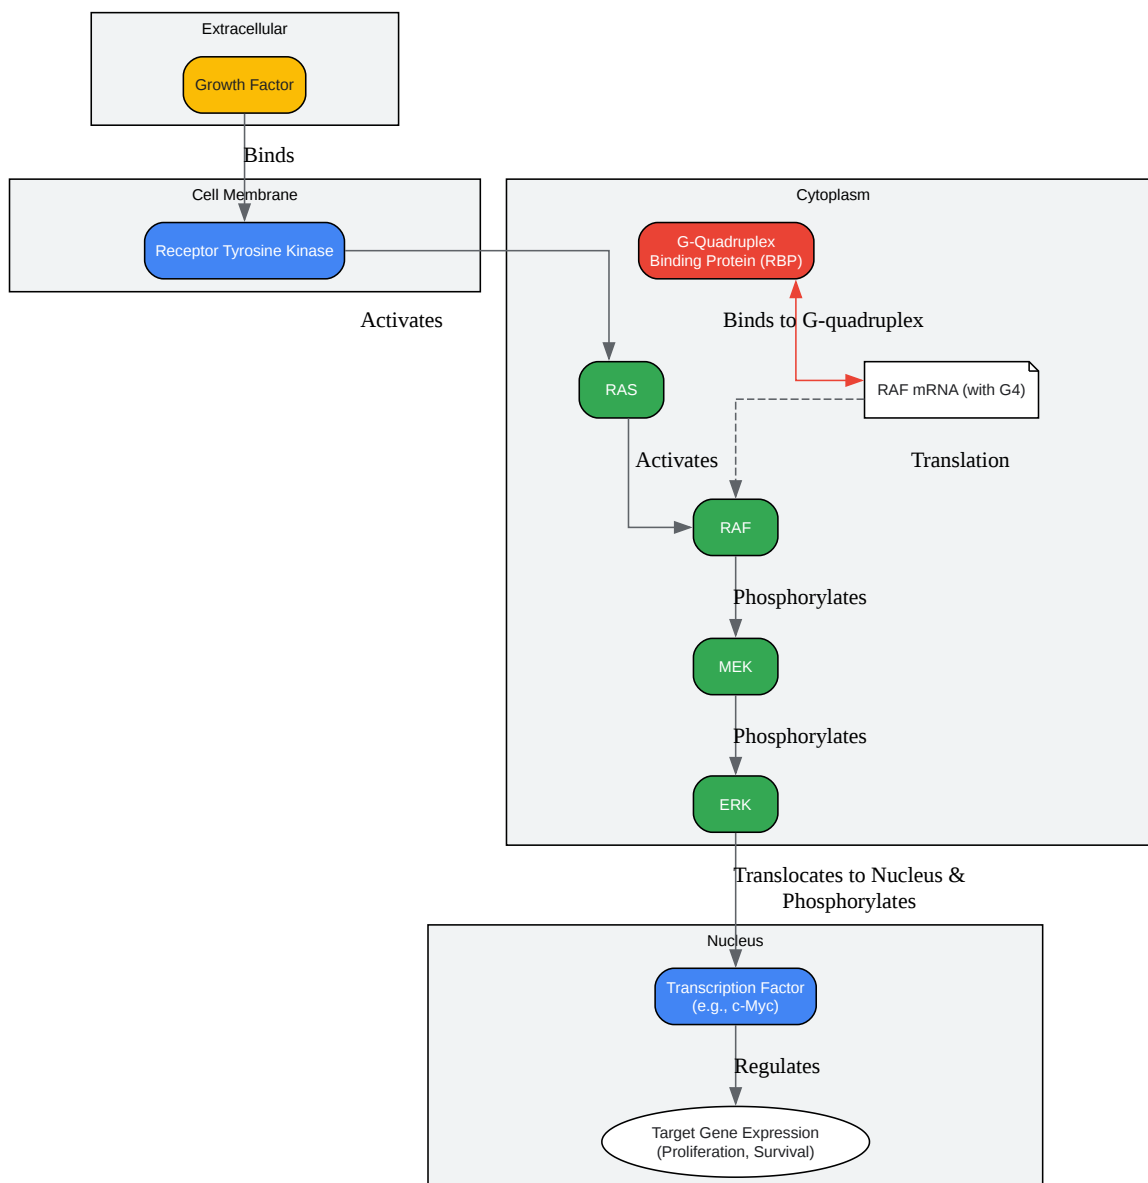 Extracellular
Growth Factor
Binds
Cell Membrane
Receptor Tyrosine Kinase
Activates
Cytoplasm
G-Quadruplex
Binding Protein (RBP)
Binds to G-quadruplex
RAS
RAF mRNA (with G4)
Activates
Translation
RAF
Phosphorylates
MEK
Phosphorylates
ERK
Translocates to Nucleus &
Phosphorylates
Nucleus
Transcription Factor
(e.g., c-Myc)
Regulates
Target Gene Expression
(Proliferation, Survival)